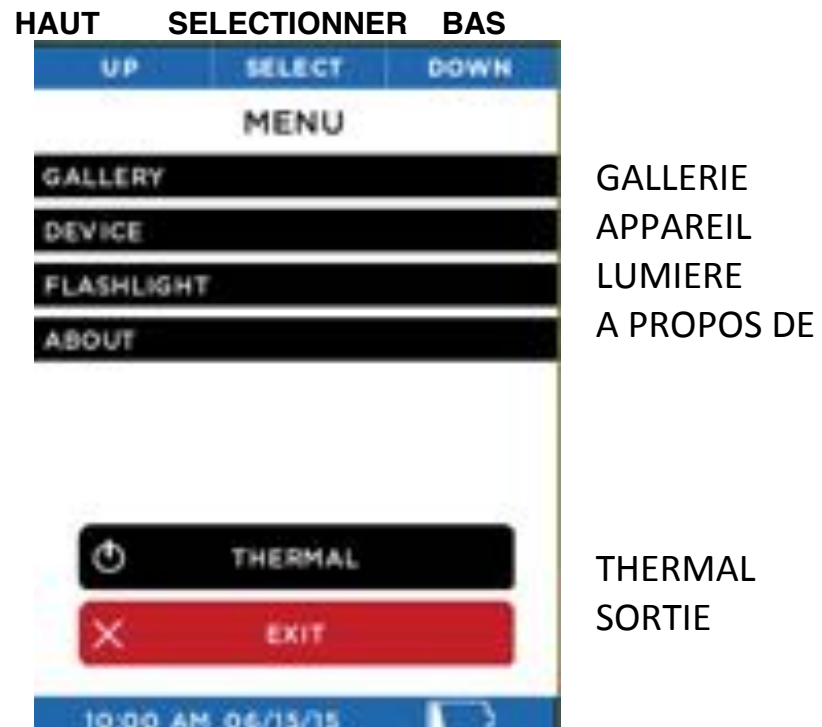 HAUT SELECTIONNER BAS
UP SELECT DOWN
MENU
GALLERY GALLERIE
DEVICE APPAREIL
FLASHLIGHT LUMIERE
ABOUT A PROPOS DE
THERMAL THERMAL
EXIT SORTIE
10:00 AM 06/15/15